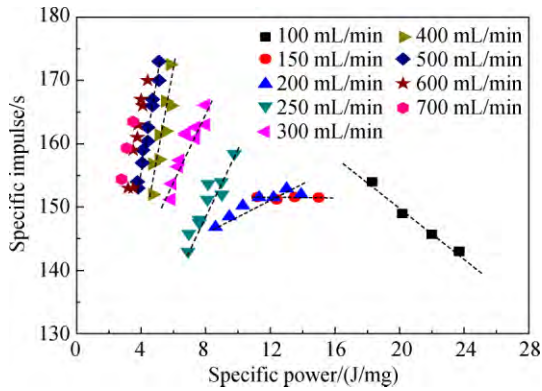 180
170
160
150
140
130
Specific impulse/s
100 mL/min
150 mL/min
200 mL/min
250 mL/min
300 mL/min
400 mL/min
500 mL/min
600 mL/min
700 mL/min
0 4 8 12 16 20 24 28
Specific power/(J/mg)